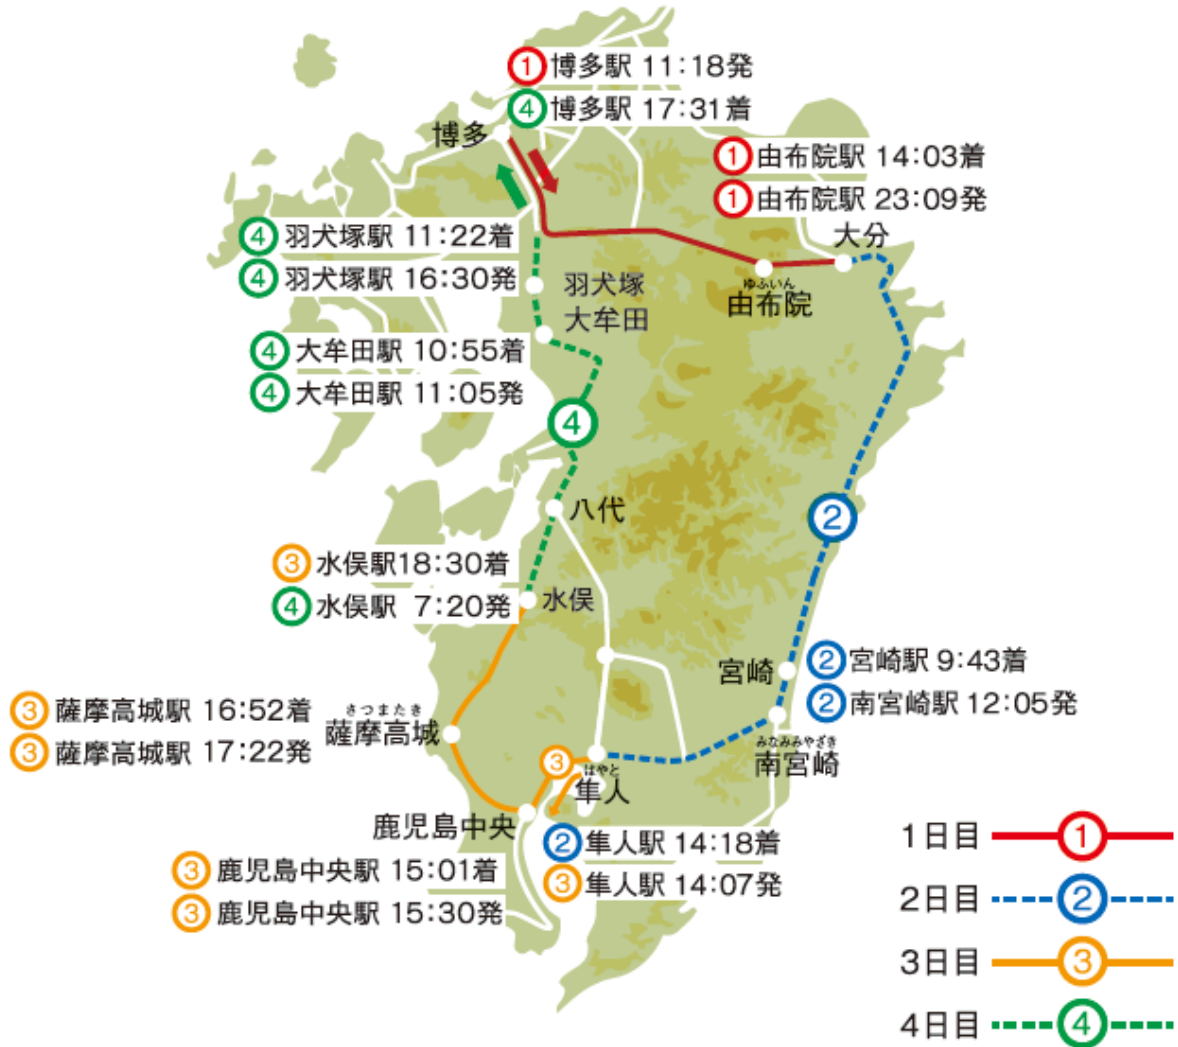 ① 博多駅 11:18発
④ 博多駅 17:31着
博多
① 由布院駅 14:03着
① 由布院駅 23:09発
大分
④ 羽犬塚駅 11:22着
④ 羽犬塚駅 16:30発
羽犬塚
大牟田
ゆふいん
由布院
④ 大牟田駅 10:55着
④ 大牟田駅 11:05発
④
八代
②
③ 水俣駅18:30着
④ 水俣駅 7:20発
水俣
宮崎
② 宮崎駅 9:43着
② 南宮崎駅 12:05発
③ 薩摩高城駅 16:52着
③ 薩摩高城駅 17:22発
さつまたき
薩摩高城
みなみみやざき
南宮崎
③
はやと
隼人
鹿児島中央
② 隼人駅 14:18着
③ 隼人駅 14:07発
③ 鹿児島中央駅 15:01着
③ 鹿児島中央駅 15:30発
1日目 ①
2日目 ②
3日目 ③
4日目 ④